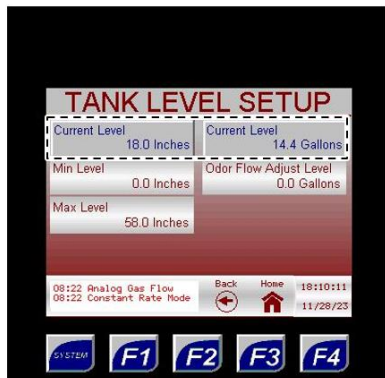 TANK LEVEL SETUP
Current Level
18.0 Inches
Current Level
14.4 Gallons
Min Level
0.0 Inches
Odor Flow Adjust Level
0.0 Gallons
Max Level
58.0 Inches
08:22 Analog Gas Flow
08:22 Constant Rate Mode
Back
Home
18:10:11
11/28/23
SYSTEM
F1
F2
F3
F4